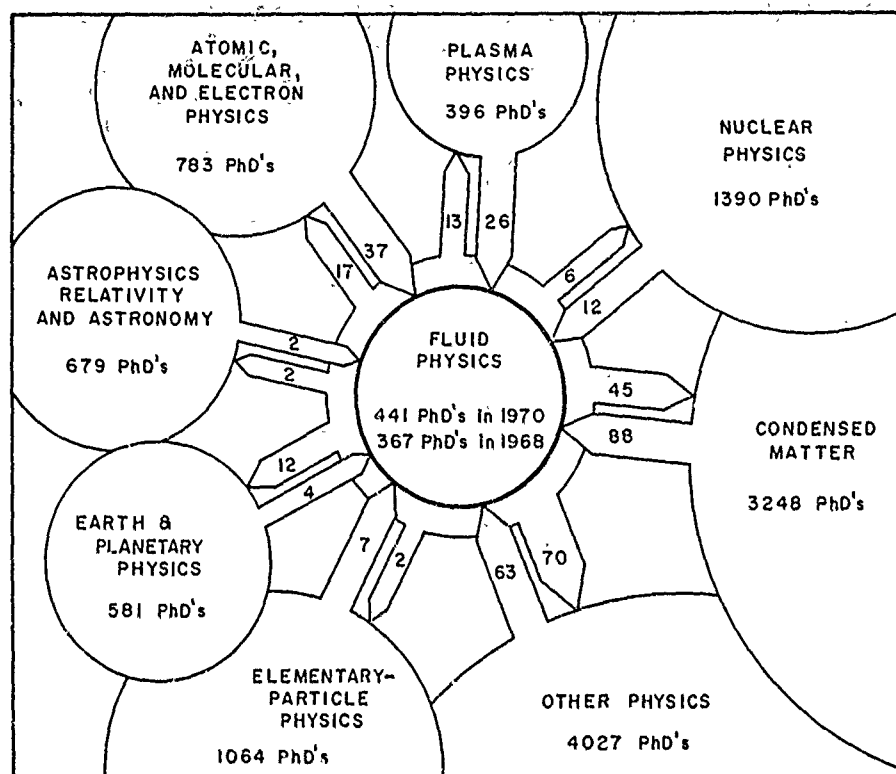 ATOMIC,
MOLECULAR,
AND ELECTRON
PHYSICS
783 PhD's
PLASMA
PHYSICS
396 PhD's
NUCLEAR
PHYSICS
1390 PhD's
13
26
37
17
6
12
ASTROPHYSICS
RELATIVITY
AND ASTRONOMY
679 PhD's
2
2
FLUID
PHYSICS
441 PhD's in 1970
367 PhD's in 1968
45
88
CONDENSED
MATTER
3248 PhD's
12
4
EARTH &
PLANETARY
PHYSICS
581 PhD's
7
2
63
70
ELEMENTARY-
PARTICLE
PHYSICS
1064 PhD's
OTHER PHYSICS
4027 PhD's